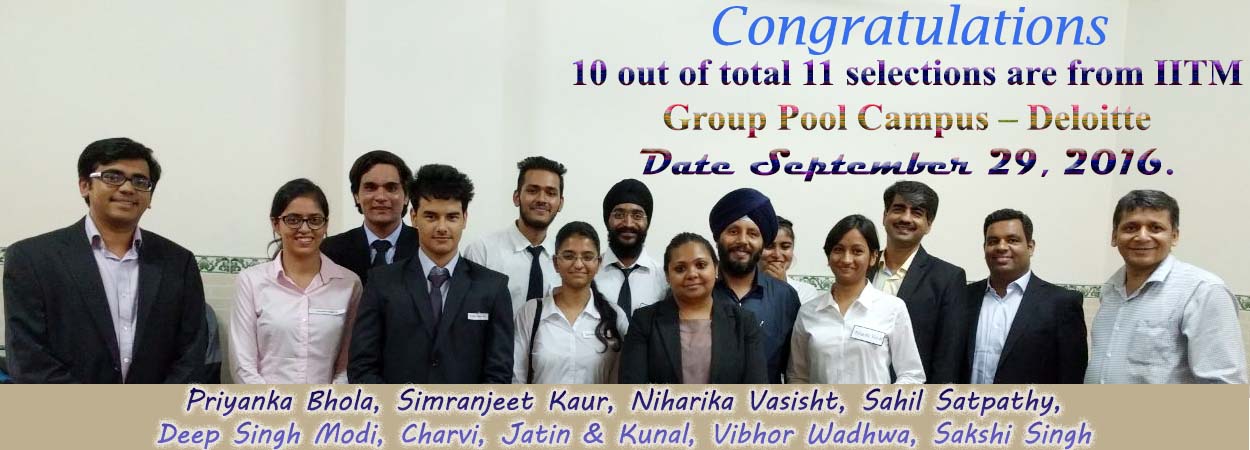 Congratulations
10 out of total 11 selections are from IITM
Group Pool Campus – Deloitte
Date September 29, 2016.
Priyanka Bhola, Simranjeet Kaur, Niharika Vasisht, Sahil Satpathy,
Deep Singh Modi, Charvi, Jatin & Kunal, Vibhor Wadhwa, Sakshi Singh